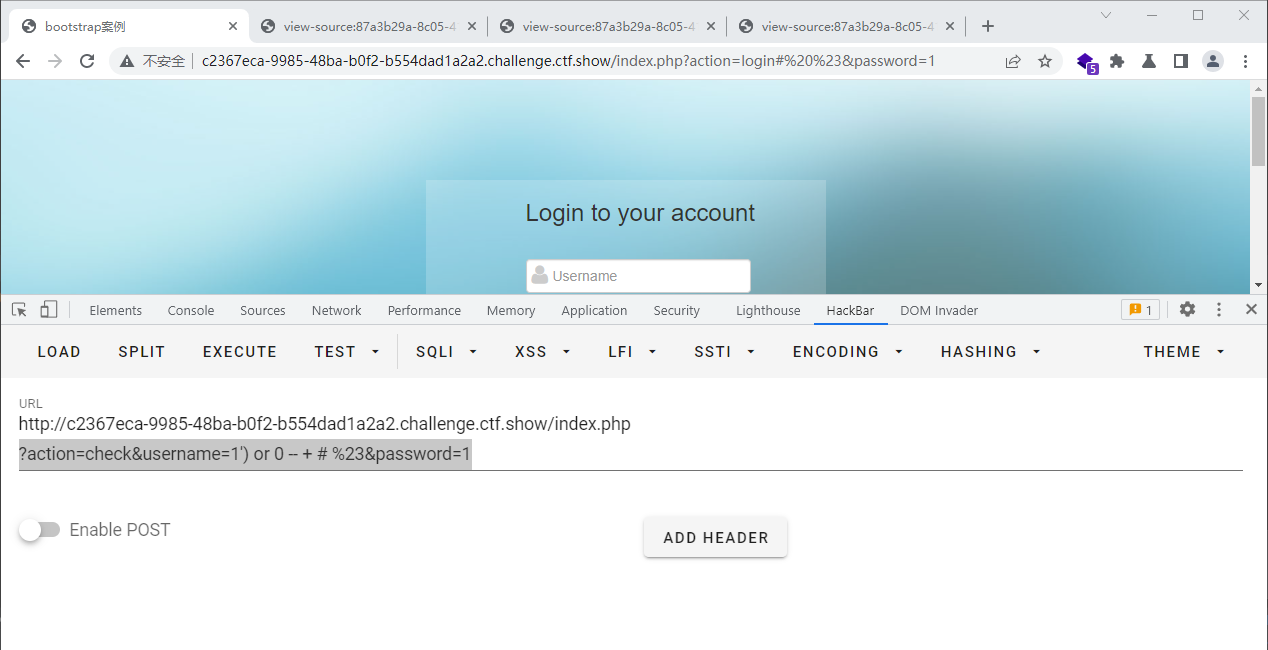 bootstrap案例
view-source:87a3b29a-8c05-4
view-source:87a3b29a-8c05-4
view-source:87a3b29a-8c05-4
不安全
c2367eca-9985-48ba-b0f2-b554dad1a2a2.challenge.ctf.show/index.php?action=login#%20%23&password=1
5
Login to your account
Username
Elements Console Sources Network Performance Memory Application Security Lighthouse HackBar DOM Invader 1
LOAD SPLIT EXECUTE TEST SQLI XSS LFI SSTI ENCODING HASHING THEME
URL
http://c2367eca-9985-48ba-b0f2-b554dad1a2a2.challenge.ctf.show/index.php
?action=check&username=1') or 0 -- + # %23&password=1
Enable POST
ADD HEADER